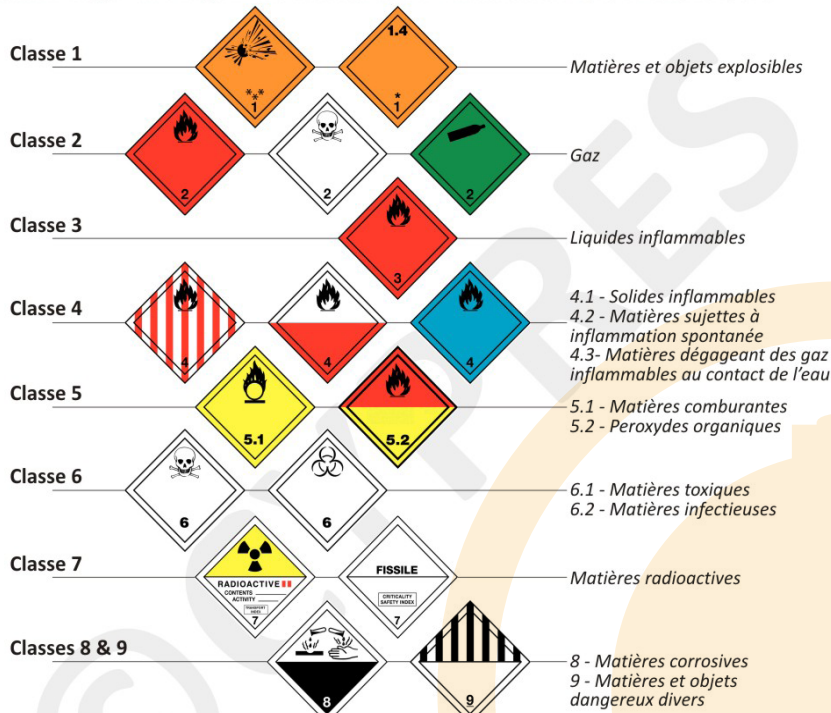 Classe 1
1
1.4
1
Matières et objets explosibles
Classe 2
2
2
2
Gaz
Classe 3
3
Liquides inflammables
Classe 4
4
4
4
4.1 - Solides inflammables
4.2 - Matières sujettes à
inflammation spontanée
4.3- Matières dégageant des gaz
inflammables au contact de l'eau
Classe 5
5.1
5.2
5.1 - Matières comburantes
5.2 - Peroxydes organiques
Classe 6
6
6
6.1 - Matières toxiques
6.2 - Matières infectieuses
Classe 7
RADIOACTIVE II
CONTENTS
ACTIVITY
TRANSPORT
INDEX
7
FISSILE
CRITICALITY
SAFETY INDEX
7
Matières radioactives
Classes 8 & 9
8
9
8 - Matières corrosives
9 - Matières et objets
dangereux divers
©CYPRES